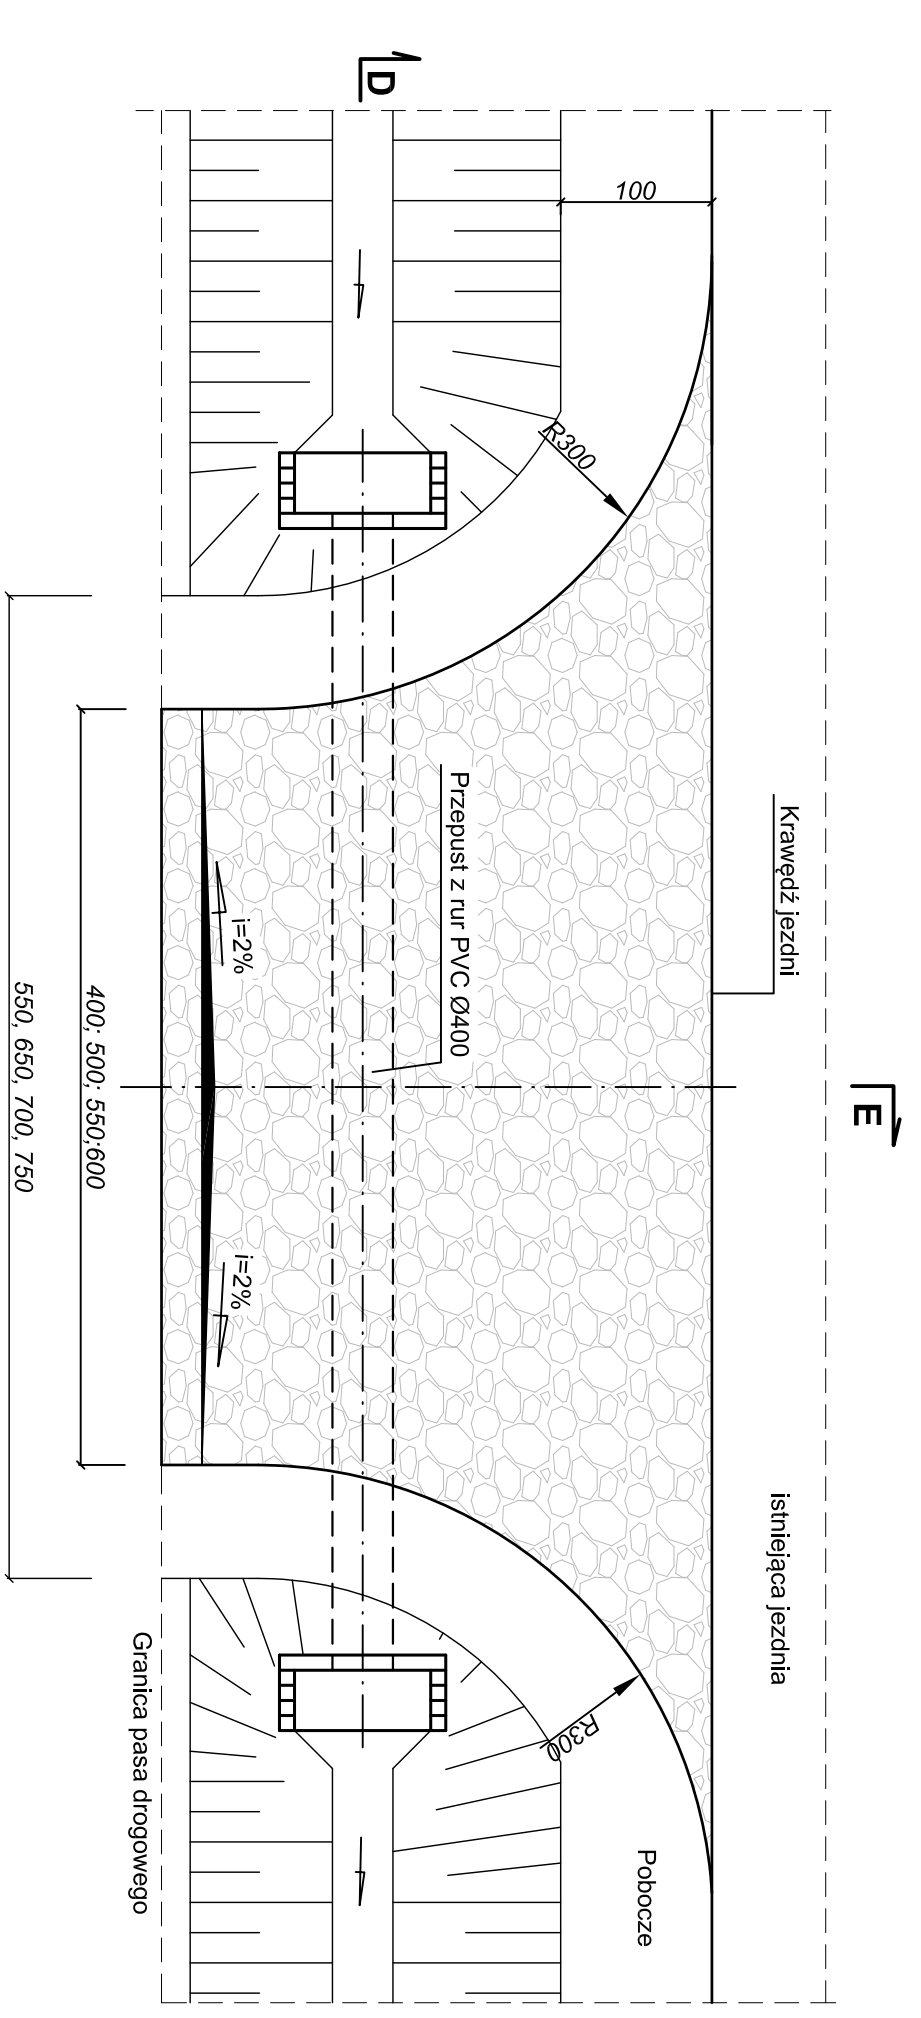 D
100
R300
Przepust z rur PVC Ø400
Krawędź jezdni
E
i=2%
i=2%
400; 500; 550;600
550, 650, 700, 750
istniejąca jezdnia
R300
Pobocze
Granica pasa drogowego